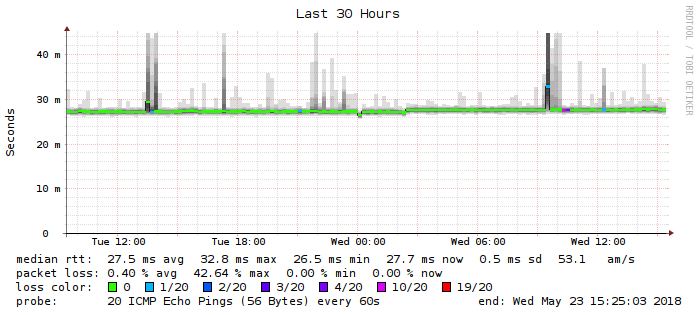 Last 30 Hours
RRDTOOL / TOBI OETIKER
Seconds
40 m
30 m
20 m
10 m
0
Tue 12:00 Tue 18:00 Wed 00:00 Wed 06:00 Wed 12:00
median rtt: 27.5 ms avg 32.8 ms max 26.5 ms min 27.7 ms now 0.5 ms sd 53.1 am/s
packet loss: 0.40 % avg 42.64 % max 0.00 % min 0.00 % now
loss color: 0 1/20 2/20 3/20 4/20 10/20 19/20
probe: 20 ICMP Echo Pings (56 Bytes) every 60s end: Wed May 23 15:25:03 2018